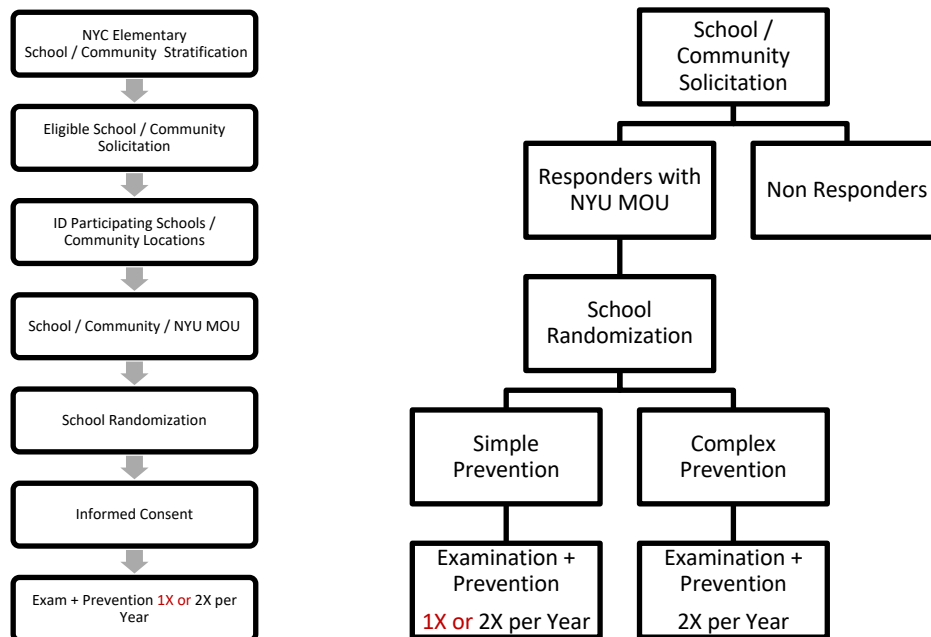 NYC Elementary
School / Community Stratification
Eligible School / Community
Solicitation
ID Participating Schools /
Community Locations
School / Community / NYU MOU
School Randomization
Informed Consent
Exam + Prevention 1X or 2X per
Year
School /
Community
Solicitation
Responders with
NYU MOU
Non Responders
School
Randomization
Simple
Prevention
Complex
Prevention
Examination +
Prevention
1X or 2X per Year
Examination +
Prevention
2X per Year